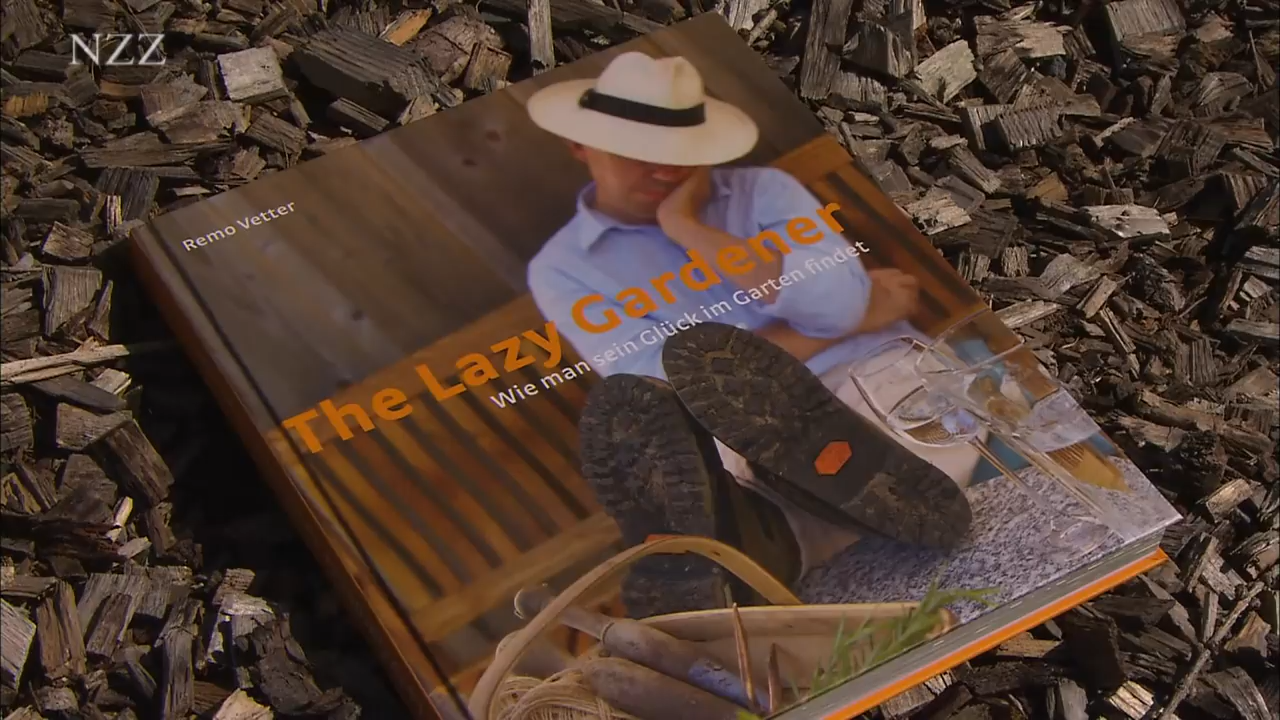 NZZ
Remo Vetter
The Lazy Gardener
Wie man sein Glück im Garten findet